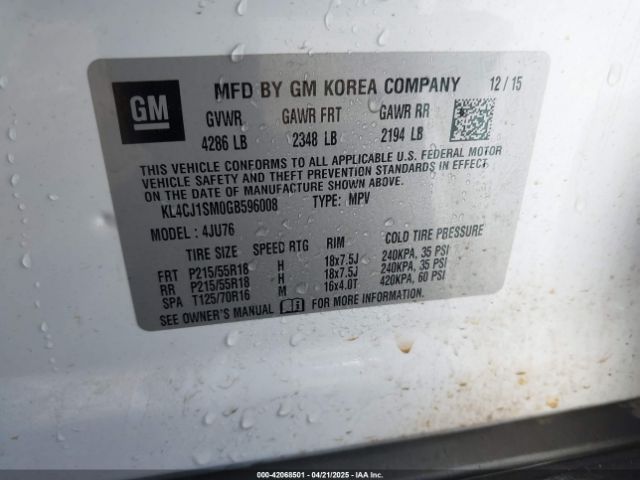 GM
MFD BY GM KOREA COMPANY 12/15
GVWR GAWR FRT GAWR RR
4286 LB 2348 LB 2194 LB
THIS VEHICLE CONFORMS TO ALL APPLICABLE U.S. FEDERAL MOTOR
VEHICLE SAFETY AND THEFT PREVENTION STANDARDS IN EFFECT
ON THE DATE OF MANUFACTURE SHOWN ABOVE.
KL4CJ1SM0GB596008 TYPE: MPV
MODEL : 4JU76
TIRE SIZE SPEED RTG RIM COLD TIRE PRESSURE
FRT P215/55R18 H 18x7.5J 240KPA, 35 PSI
RR P215/55R18 H 18x7.5J 240KPA, 35 PSI
SPA T125/70R16 M 16x4.0T 420KPA, 60 PSI
SEE OWNER'S MANUAL FOR MORE INFORMATION
000-42068501 - 04/21/2025 - IAAI.COM